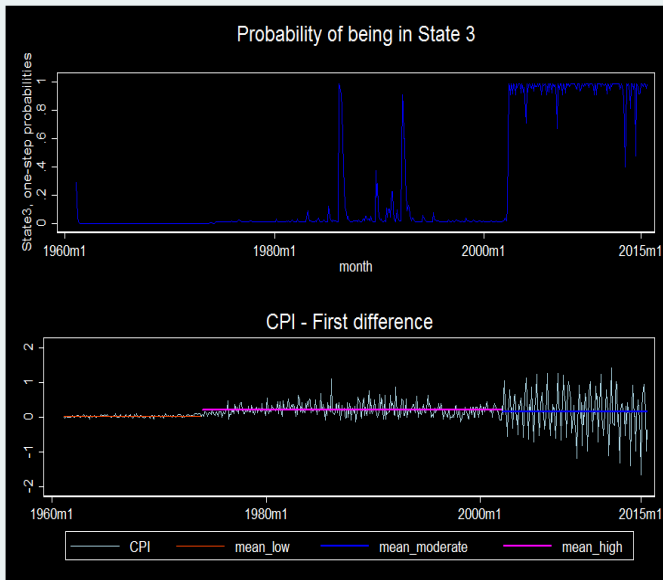 Probability of being in State 3
State3, one-step probabilities
1
.8
.6
.4
.2
0
1960m1 1980m1 2000m1 2015m1
month
CPI - First difference
2
1
0
-1
-2
1960m1 1980m1 2000m1 2015m1
CPI mean_low mean_moderate mean_high